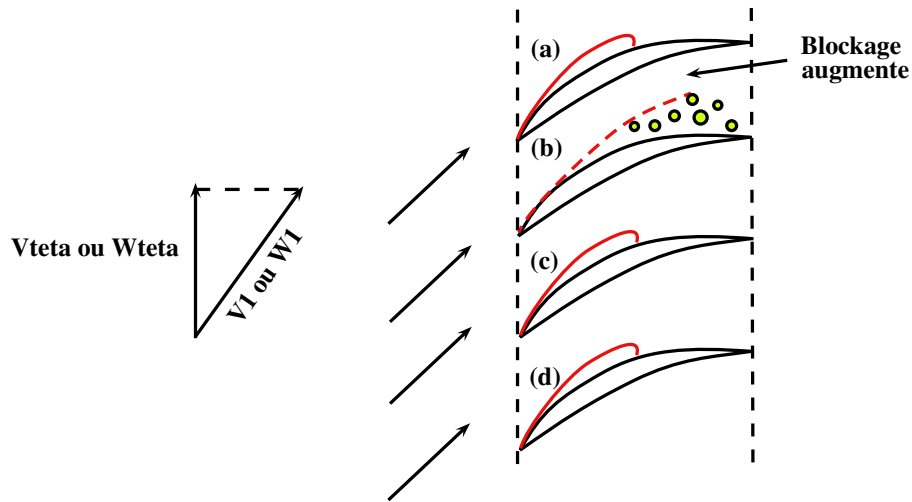 (a)
Blockage
augmente
(b)
Vteta ou Wteta
V1 ou W1
(c)
(d)